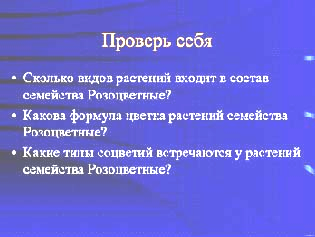 Проверь себя
• Сколько видов растений входит в состав
семейства Розоцветные?
• Какова формула цветка растений семейства
Розоцветные?
• Какие типы соцветий встречаются у растений
семейства Розоцветные?